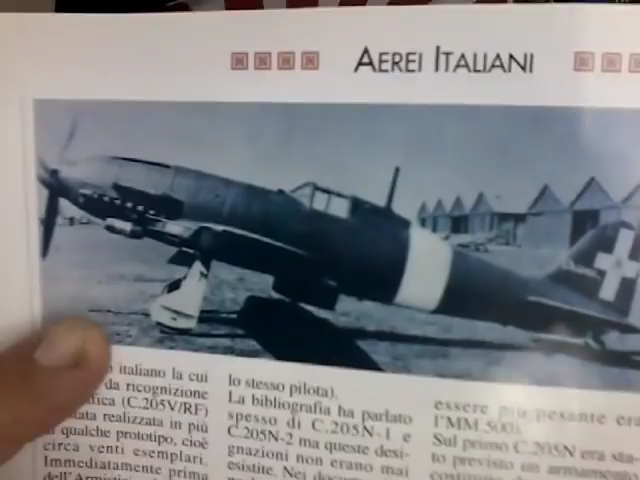 AEREI ITALIANI
italiano la cui
da ricognizione
(C.205V/RF)
realizzata in più
qualche prototipo, cioè
circa venti esemplari.
Immediatamente prima
lo stesso pilota).
La bibliografia ha parlato
spesso di C.205N-1 e
C.205N-2 ma queste desi-
gnazioni non erano mai
esistite. Nei
essere più pesante era
l'MM.500
Sul primo C.205N era sta-
to previsto un armamento